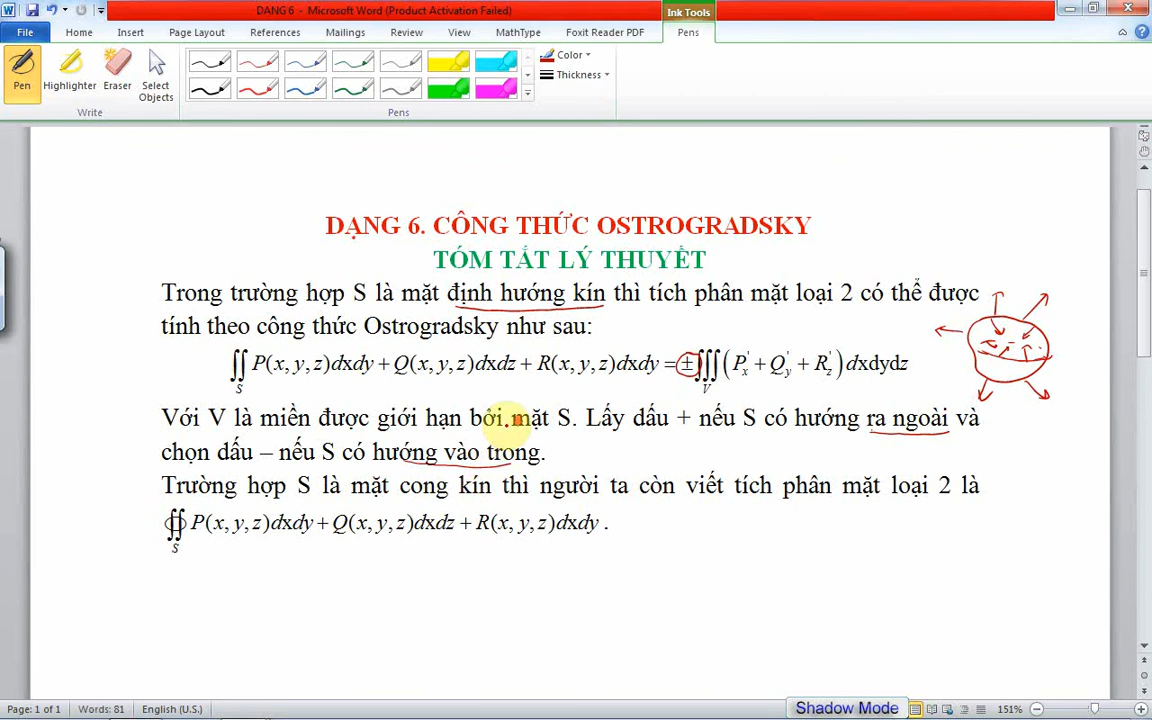 DANG 6 - Microsoft Word (Product Activation Failed)
Ink Tools
File Home Insert Page Layout References Mailings Review View MathType Foxit Reader PDF Pens
Pen Highlighter Eraser Select Objects
Color
Thickness
Write
Pens
DẠNG 6. CÔNG THỨC OSTROGRADSKY
TÓM TẮT LÝ THUYẾT
Trong trường hợp S là mặt định hướng kín thì tích phân mặt loại 2 có thể được
tính theo công thức Ostrogradsky như sau:
∬_S P(x, y, z)dxdy + Q(x, y, z)dxdz + R(x, y, z)dxdy = ±∭_V (P'_x + Q'_y + R'_z) dxdydz
Với V là miền được giới hạn bởi mặt S. Lấy dấu + nếu S có hướng ra ngoài và
chọn dấu – nếu S có hướng vào trong.
Trường hợp S là mặt cong kín thì người ta còn viết tích phân mặt loại 2 là
∯_S P(x, y, z)dxdy + Q(x, y, z)dxdz + R(x, y, z)dxdy .
Page: 1 of 1 Words: 81 English (U.S.) Shadow Mode 151%